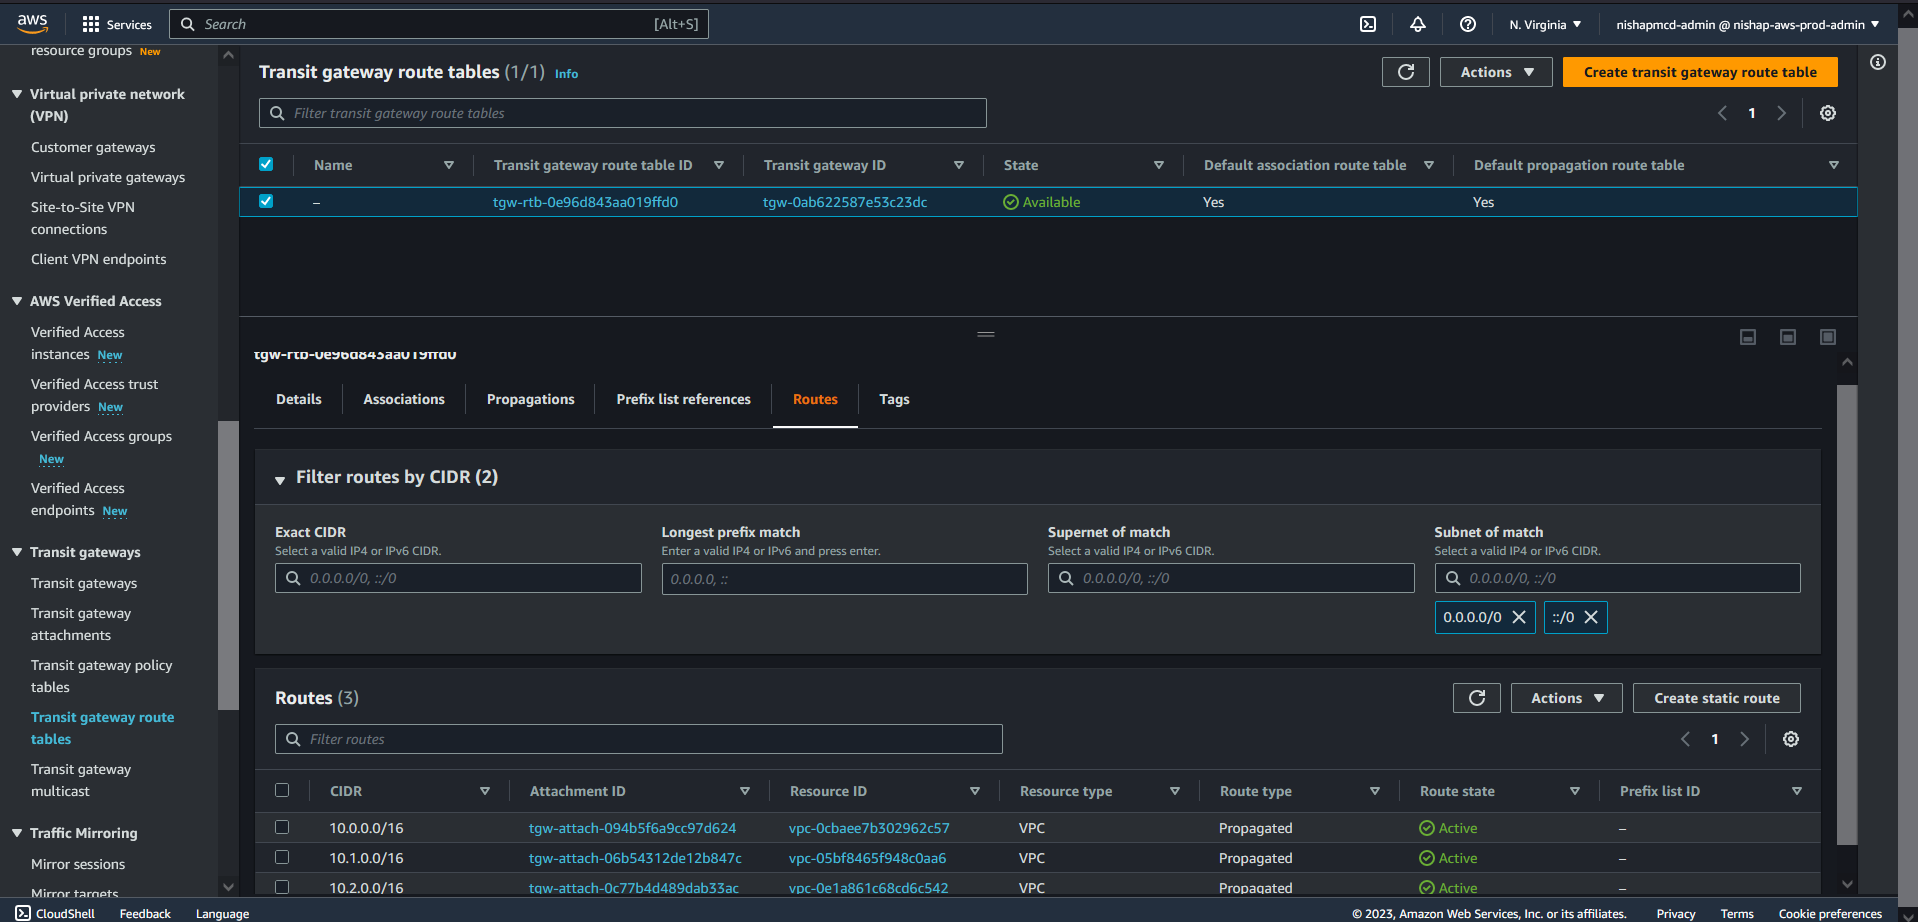 aws
Services
Search [Alt+S]
N. Virginia
nishapmcd-admin @ nishap-aws-prod-admin
resource groups New
Virtual private network
(VPN)
Customer gateways
Virtual private gateways
Site-to-Site VPN
connections
Client VPN endpoints
AWS Verified Access
Verified Access
instances New
Verified Access trust
providers New
Verified Access groups
New
Verified Access
endpoints New
Transit gateways
Transit gateways
Transit gateway
attachments
Transit gateway policy
tables
Transit gateway route
tables
Transit gateway
multicast
Traffic Mirroring
Mirror sessions
Mirror targets
Transit gateway route tables (1/1) Info
Actions
Create transit gateway route table
Filter transit gateway route tables
1
Name Transit gateway route table ID Transit gateway ID State Default association route table Default propagation route table
– tgw-rtb-0e96d843aa019ffd0 tgw-0ab622587e53c23dc Available Yes Yes
tgw-rtb-0e96d843aa019ffd0
Details Associations Propagations Prefix list references Routes Tags
Filter routes by CIDR (2)
Exact CIDR
Select a valid IP4 or IPv6 CIDR.
0.0.0.0/0, ::/0
Longest prefix match
Enter a valid IP4 or IPv6 and press enter.
0.0.0.0, ::
Supernet of match
Select a valid IP4 or IPv6 CIDR.
0.0.0.0/0, ::/0
Subnet of match
Select a valid IP4 or IPv6 CIDR.
0.0.0.0/0, ::/0
0.0.0.0/0 ::/0
Routes (3)
Actions
Create static route
Filter routes
1
CIDR Attachment ID Resource ID Resource type Route type Route state Prefix list ID
10.0.0.0/16 tgw-attach-094b5f6a9cc97d624 vpc-0cbaee7b302962c57 VPC Propagated Active –
10.1.0.0/16 tgw-attach-06b54312de12b847c vpc-05bf8465f948c0aa6 VPC Propagated Active –
10.2.0.0/16 tgw-attach-0c77b4d489dab33ac vpc-0e1a861c68cd6c542 VPC Propagated Active –
CloudShell Feedback Language
© 2023, Amazon Web Services, Inc. or its affiliates. Privacy Terms Cookie preferences